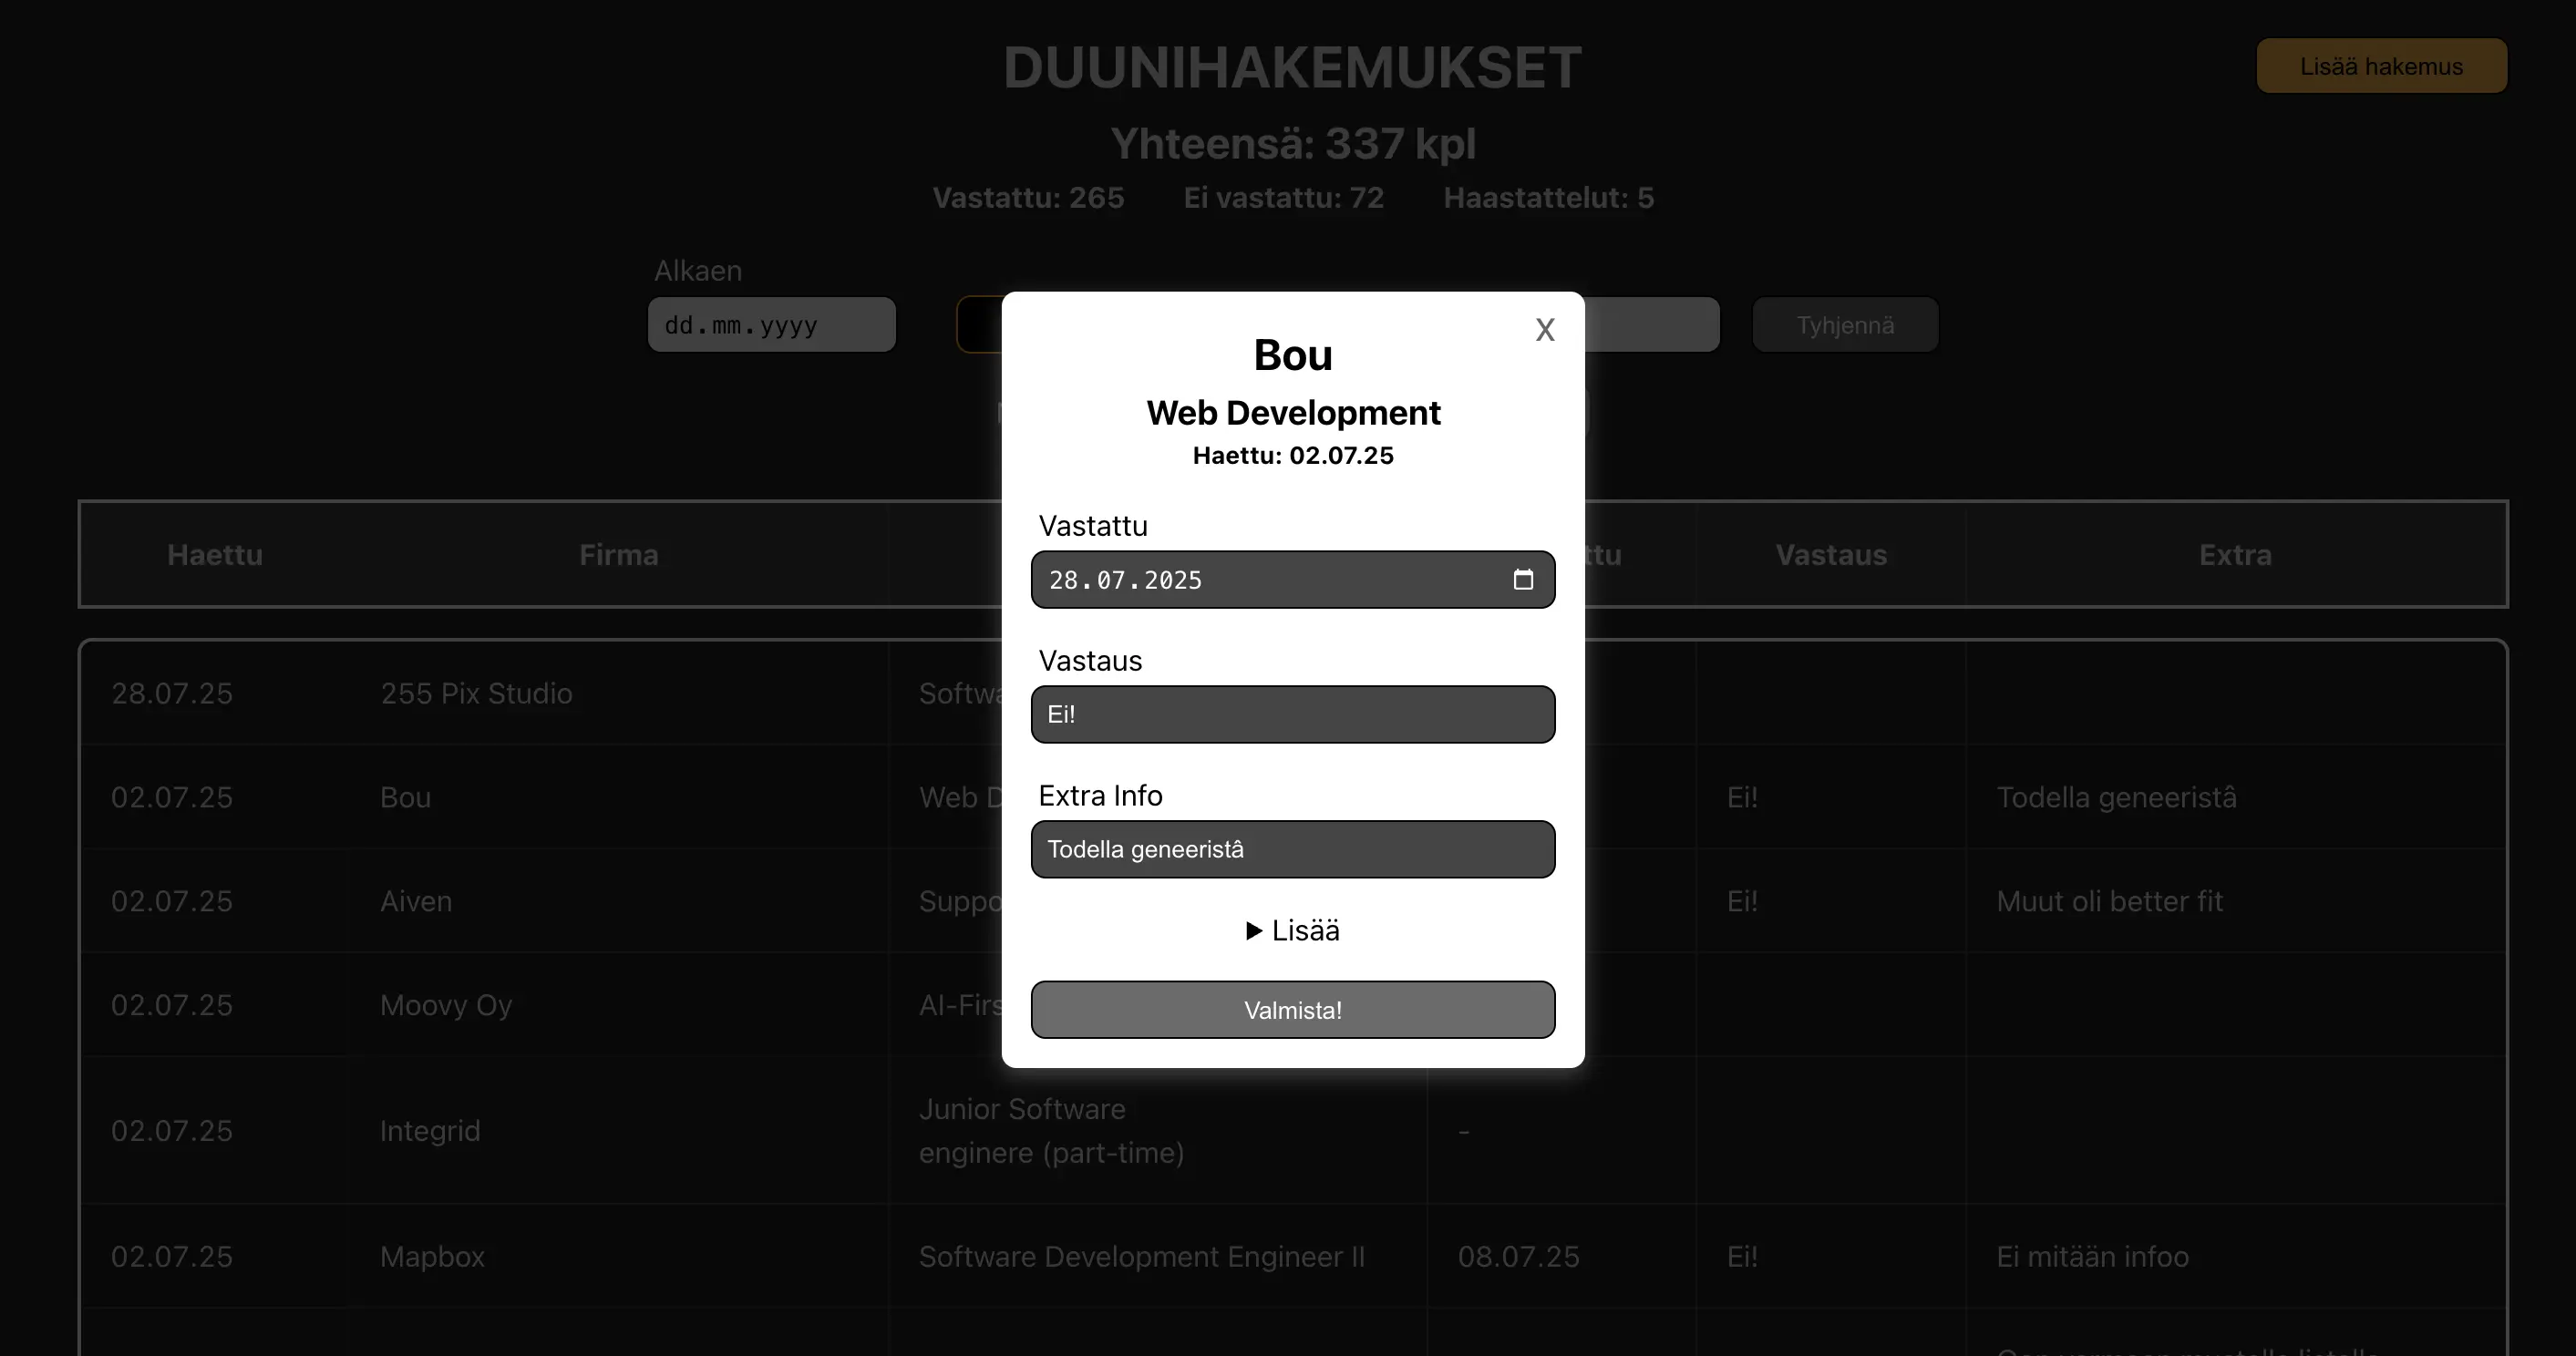 DUUNIHAKEMUKSET
Lisää hakemus
Yhteensä: 337 kpl
Vastattu: 265 Ei vastattu: 72 Haastattelut: 5
Alkaen
dd.mm.yyyy
Tyhjennä
X
Bou
Web Development
Haettu: 02.07.25
Vastattu
28.07.2025
Vastaus
Ei!
Extra Info
Todella geneeristâ
▶ Lisää
Valmista!
Haettu Firma ttu Vastaus Extra
28.07.25 255 Pix Studio Softwa
02.07.25 Bou Web D Ei! Todella geneeristâ
02.07.25 Aiven Suppo Ei! Muut oli better fit
02.07.25 Moovy Oy AI-Firs
02.07.25 Integrid Junior Software
enginere (part-time) -
02.07.25 Mapbox Software Development Engineer II 08.07.25 Ei! Ei mitään infoo